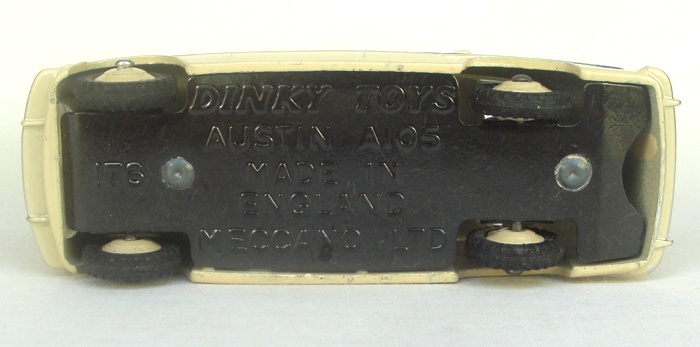 DINKY TOYS
AUSTIN A105
176
MADE IN
ENGLAND
MECCANO LTD